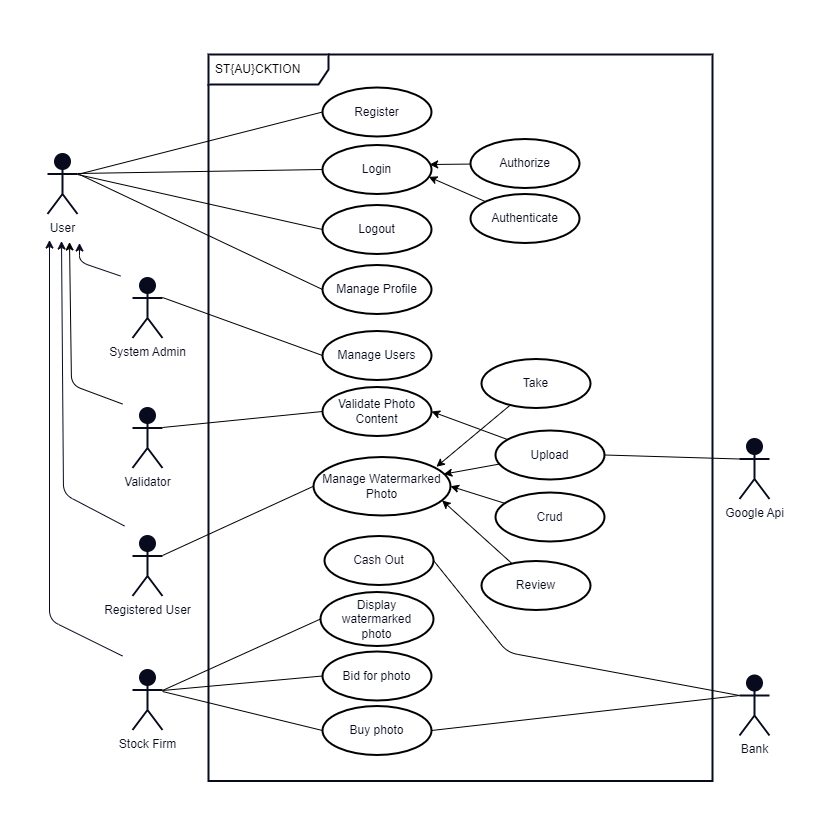 ST{AU}CKTION
Register
Login
Authorize
Authenticate
User
Logout
Manage Profile
System Admin
Manage Users
Take
Validate Photo
Content
Upload
Validator
Manage Watermarked
Photo
Google Api
Crud
Cash Out
Review
Registered User
Display
watermarked
photo
Bid for photo
Buy photo
Stock Firm
Bank